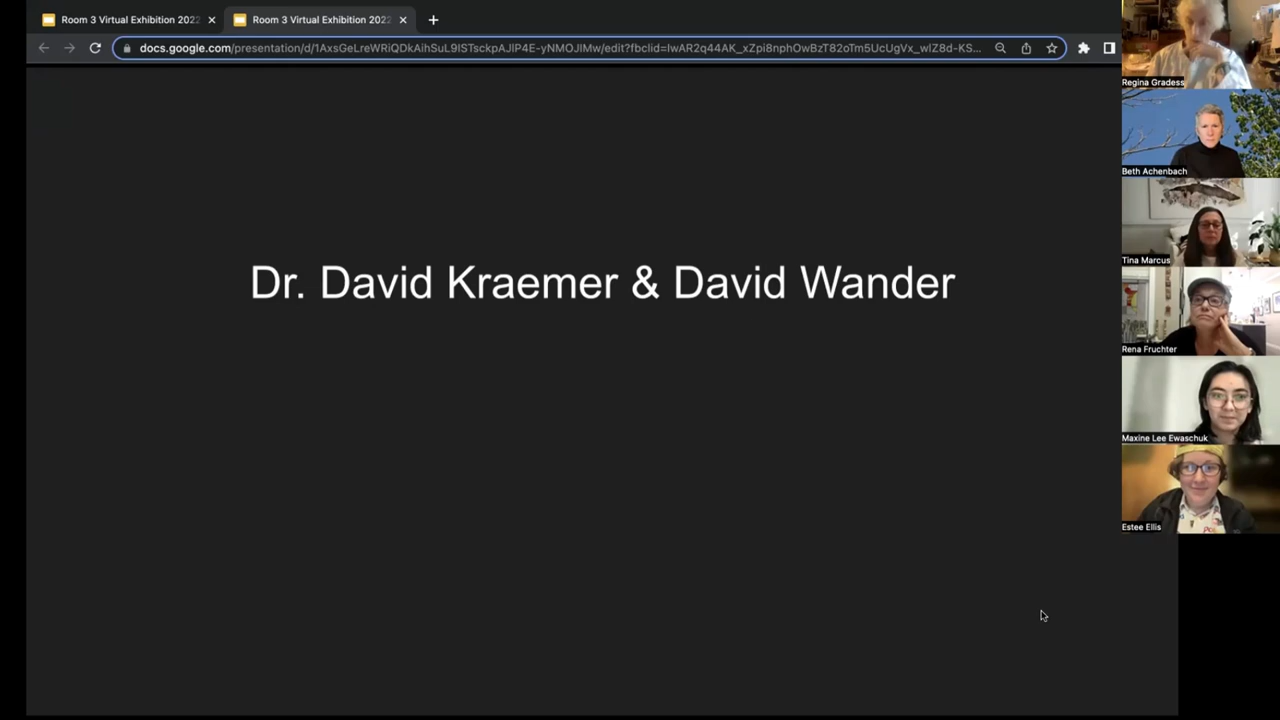 Room 3 Virtual Exhibition 2022
Room 3 Virtual Exhibition 2022
docs.google.com/presentation/d/1AxsGeLreWRiQDkAihSuL9ISTsckpAJlP4E-yNMOJIMw/edit?fbclid=IwAR2q44AK_xZpi8nphOwBzT82oTm5UcUgVx_wIZ8d-KS...
Dr. David Kraemer & David Wander
Regina Gradess
Beth Achenbach
Tina Marcus
Rena Fruchter
Maxine Lee Ewaschuk
Estee Ellis